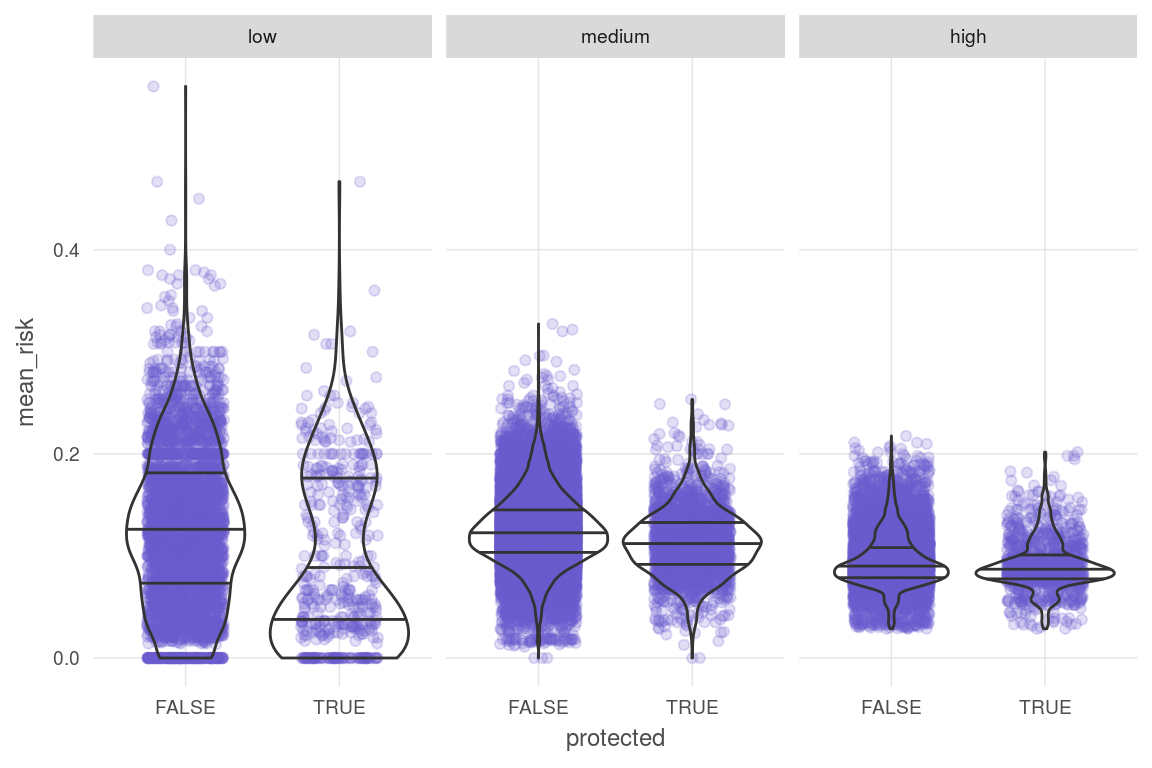 low medium high
mean_risk
0.4
0.2
0.0
FALSE TRUE FALSE TRUE FALSE TRUE
protected